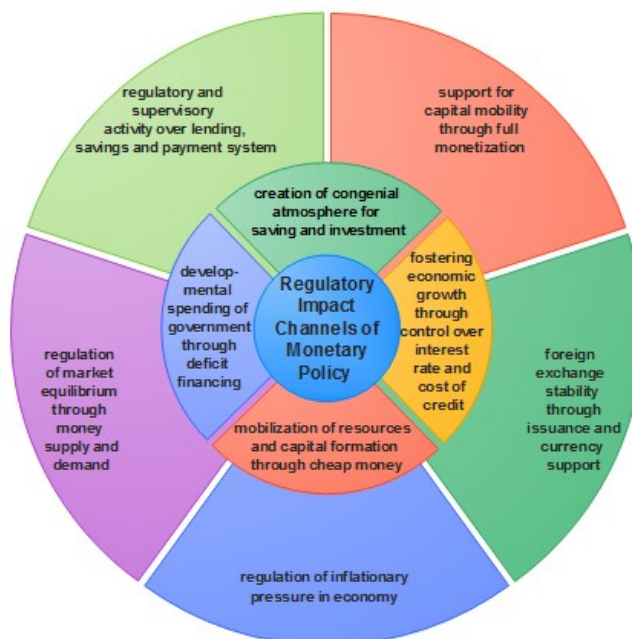 regulatory and
supervisory
activity over lending,
savings and payment system
support for
capital mobility
through full
monetization
creation of congenial
atmosphere for
saving and investment
develop-
mental
spending of
government
through
deficit
financing
Regulatory
Impact
Channels of
Monetary
Policy
fostering
economic
growth
through
control over
interest
rate and
cost of
credit
regulation
of market
equilibrium
through
money
supply and
demand
foreign
exchange
stability
through
issuance and
currency
support
mobilization of resources
and capital formation
through cheap money
regulation of inflationary
pressure in economy